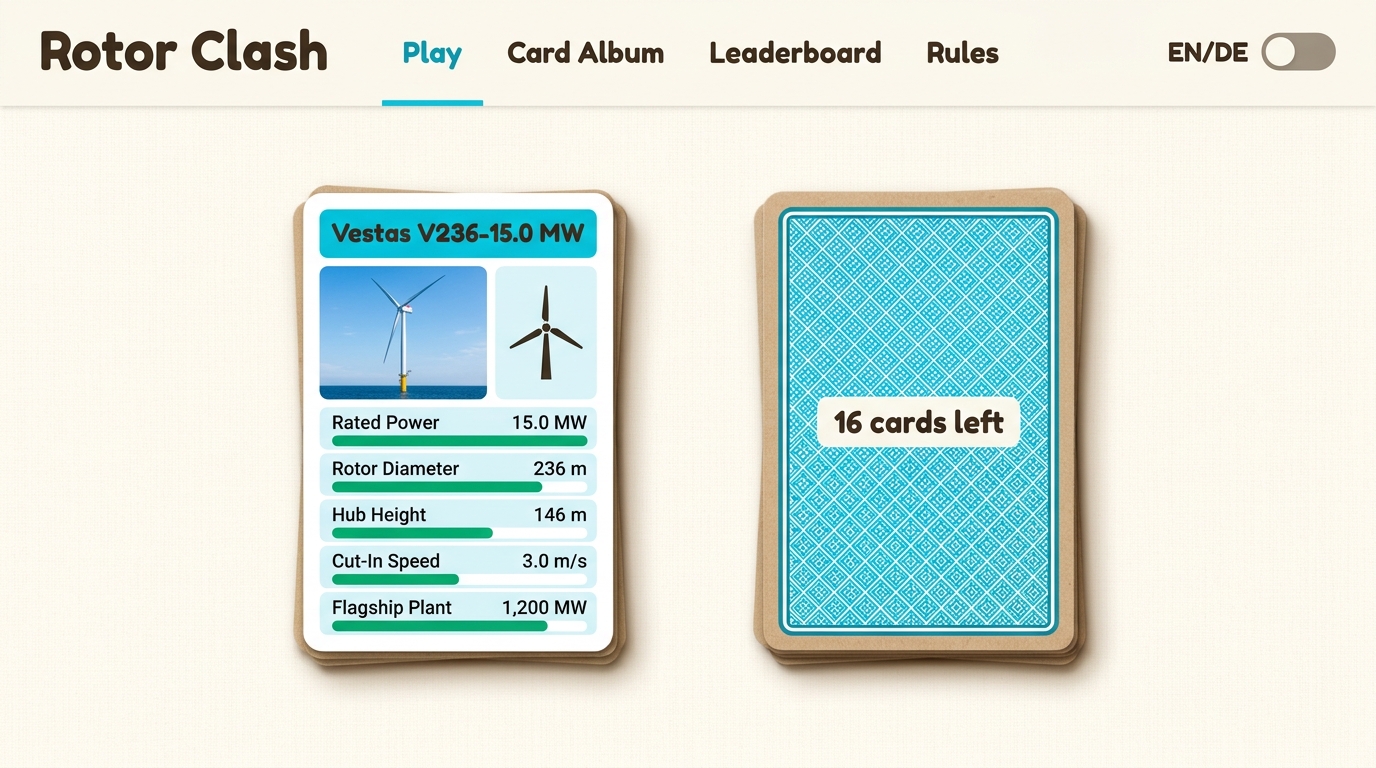 Rotor Clash
Play
Card Album
Leaderboard
Rules
EN/DE
Vestas V236-15.0 MW
Rated Power 15.0 MW
Rotor Diameter 236 m
Hub Height 146 m
Cut-In Speed 3.0 m/s
Flagship Plant 1,200 MW
16 cards left